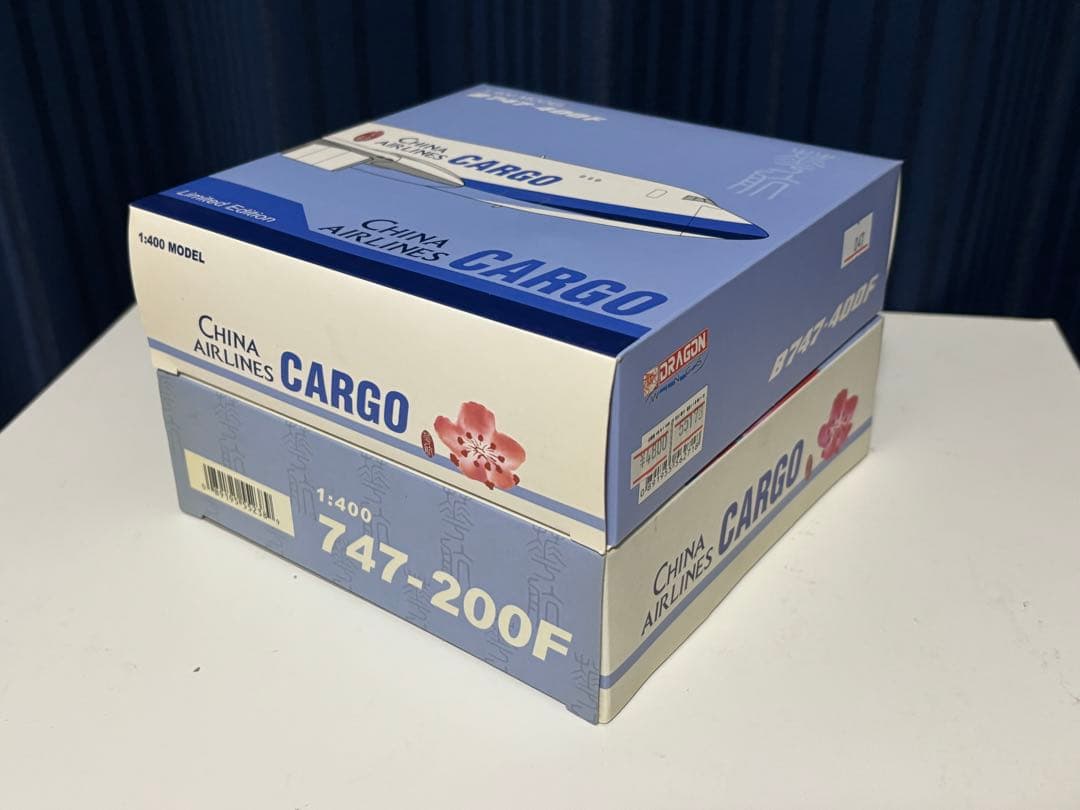 B747-400F
CHINA
AIRLINES CARGO
Limited Edition
CHINA
AIRLINES CARGO
1:400 MODEL
CHINA
AIRLINES CARGO
DRAGON
B747-400F
¥4800
1:400
747-200F
CHINA
AIRLINES CARGO